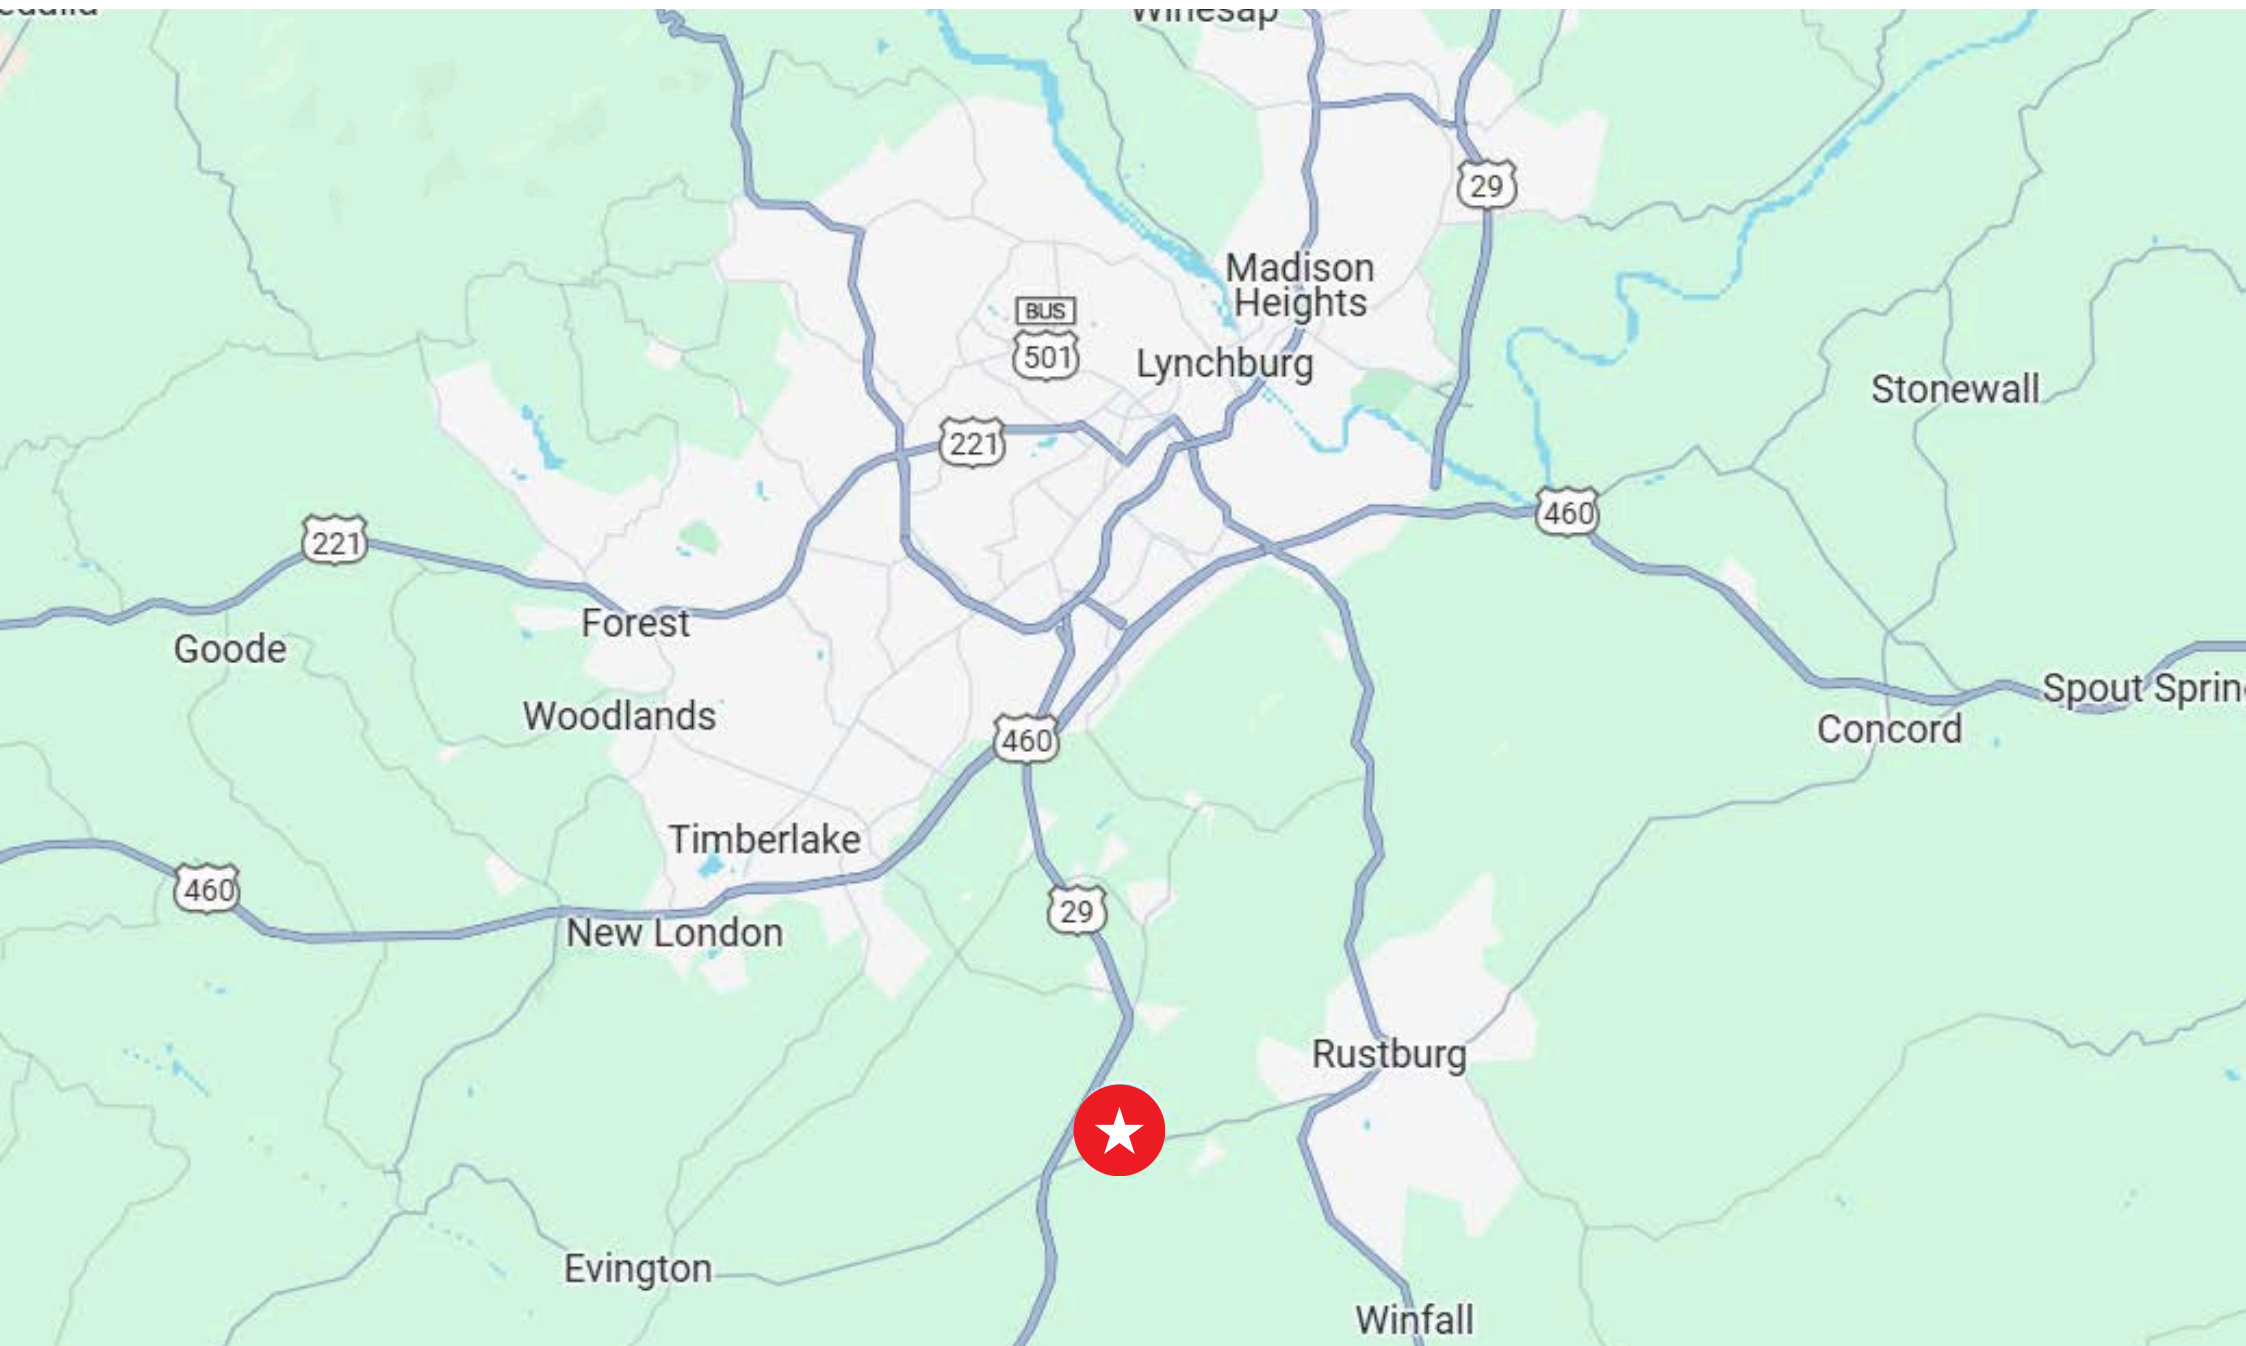 Winesap
29
Madison
Heights
BUS
501
Lynchburg
221
Stonewall
460
221
Forest
Goode
Woodlands
460
Spout Sprin
Concord
Timberlake
460
29
New London
Rustburg
Evington
Winfall